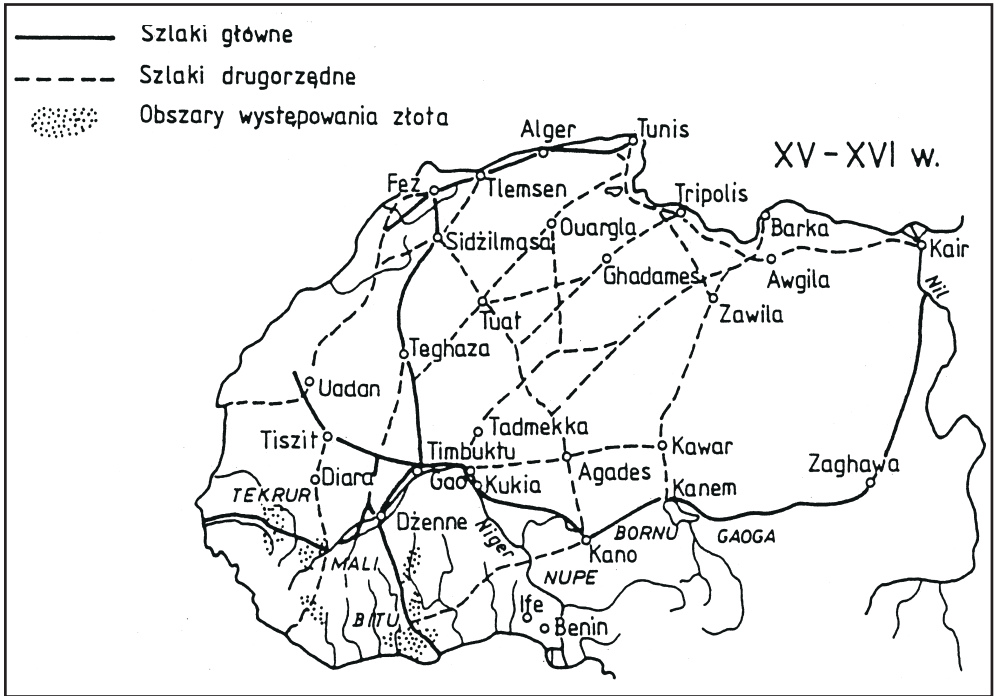 Szlaki główne
Szlaki drugorzędne
Obszary występowania złota
XV-XVI w.
Alger
Tunis
Fez
Tlemsen
Tripolis
Sidżilmasa
Ouargla
Barka
Kair
Ghadames
Awgila
Nil
Tuat
Zawila
Teghaza
Uadan
Tiszit
Tadmekka
Timbuktu
Kawar
Agades
Zaghawa
Diara
Gao
Kukia
TEKRUR
Kanem
Dżenne
Niger
BORNU
GAOGA
Kano
MALI
NUPE
BITU
Ife
Benin